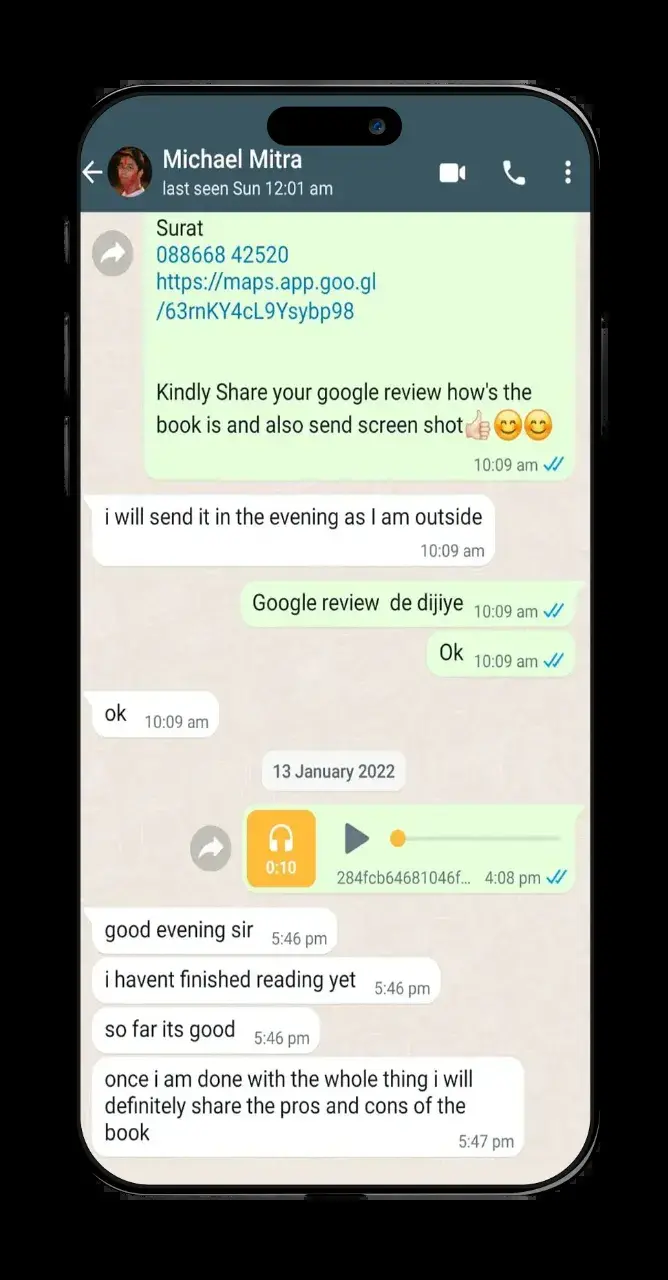 Michael Mitra
last seen Sun 12:01 am
Surat
088668 42520
https://maps.app.goo.gl
/63rnKY4cL9Ysybp98
Kindly Share your google review how's the
book is and also send screen shot👍🏻😊😊
10:09 am
i will send it in the evening as I am outside
10:09 am
Google review de dijiye 10:09 am
Ok 10:09 am
ok 10:09 am
13 January 2022
0:10
284fcb64681046f... 4:08 pm
good evening sir 5:46 pm
i havent finished reading yet 5:46 pm
so far its good 5:46 pm
once i am done with the whole thing i will
definitely share the pros and cons of the
book
5:47 pm